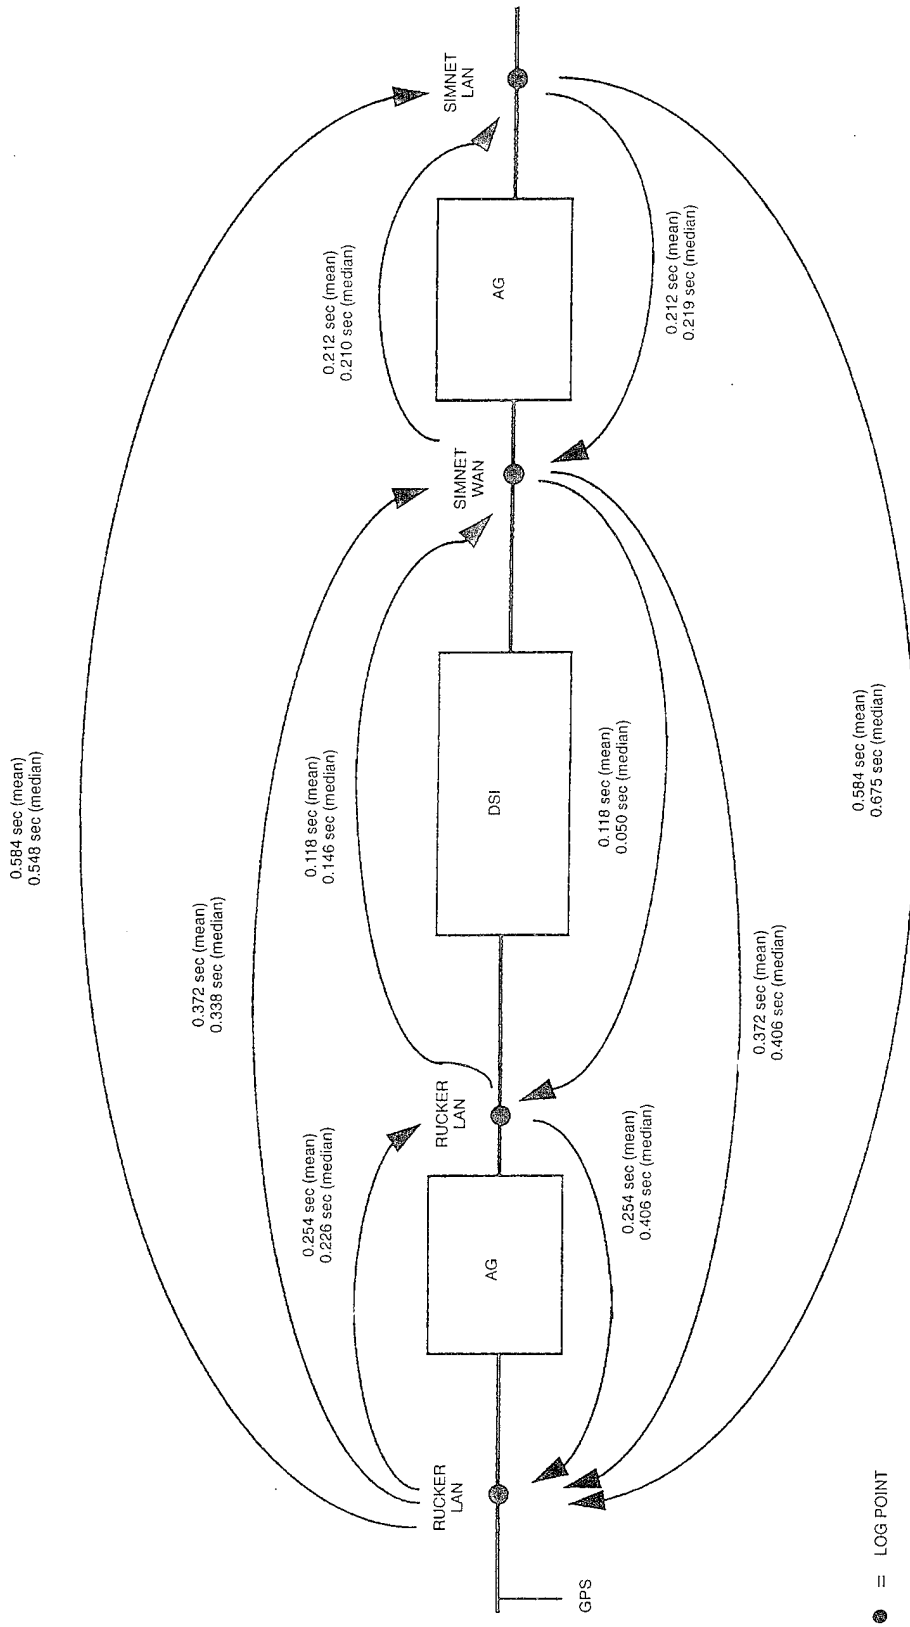 0.584 sec (mean)
0.548 sec (median)
0.372 sec (mean)
0.338 sec (median)
0.254 sec (mean)
0.226 sec (median)
0.118 sec (mean)
0.146 sec (median)
0.212 sec (mean)
0.210 sec (median)
RUCKER
LAN
RUCKER
LAN
SIMNET
WAN
SIMNET
LAN
AG
DSI
AG
GPS
0.254 sec (mean)
0.406 sec (median)
0.118 sec (mean)
0.050 sec (median)
0.212 sec (mean)
0.219 sec (median)
0.372 sec (mean)
0.406 sec (median)
0.584 sec (mean)
0.675 sec (median)
= LOG POINT